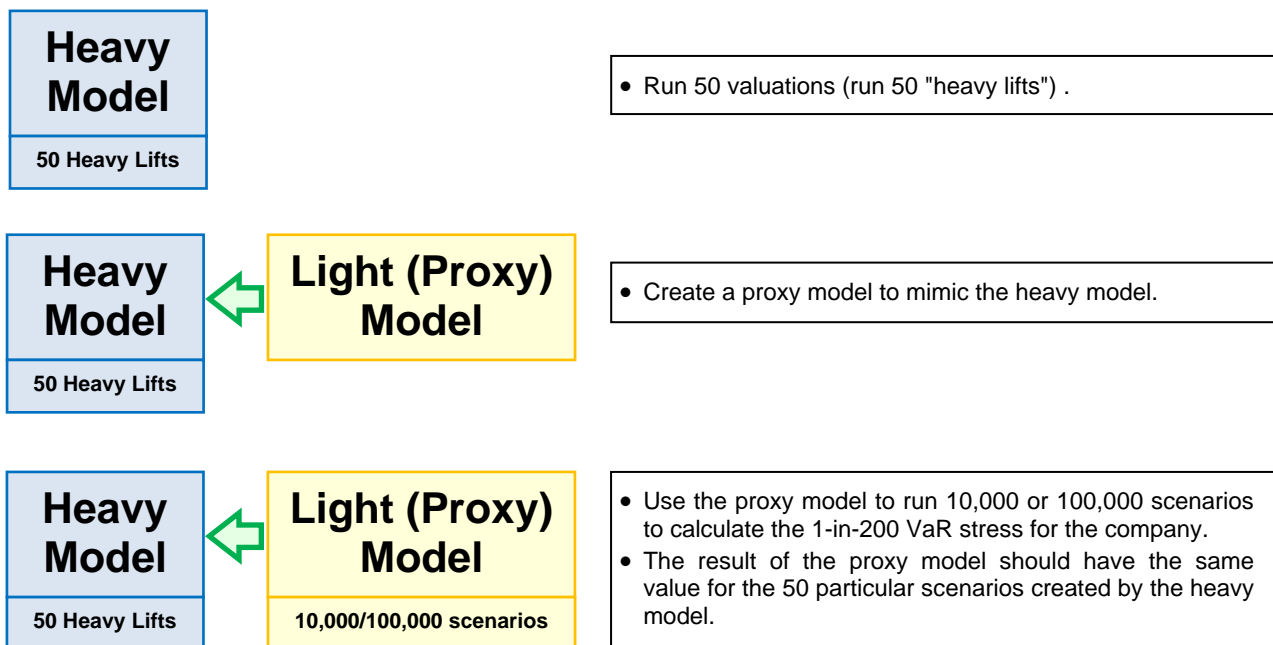 Heavy
Model
50 Heavy Lifts
• Run 50 valuations (run 50 "heavy lifts") .
Heavy
Model
50 Heavy Lifts
Light (Proxy)
Model
• Create a proxy model to mimic the heavy model.
Heavy
Model
50 Heavy Lifts
Light (Proxy)
Model
10,000/100,000 scenarios
• Use the proxy model to run 10,000 or 100,000 scenarios
to calculate the 1-in-200 VaR stress for the company.
• The result of the proxy model should have the same
value for the 50 particular scenarios created by the heavy
model.